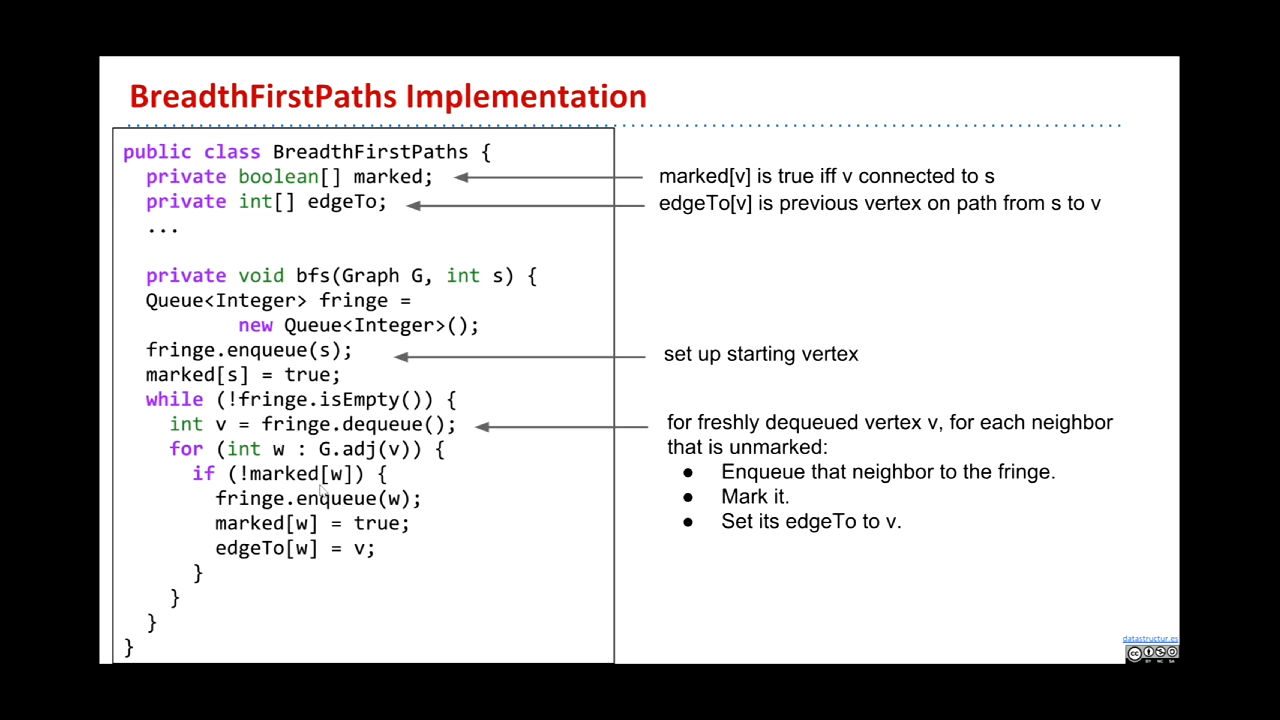 BreadthFirstPaths Implementation
public class BreadthFirstPaths {
private boolean[] marked;
private int[] edgeTo;
...
private void bfs(Graph G, int s) {
Queue<Integer> fringe =
new Queue<Integer>();
fringe.enqueue(s);
marked[s] = true;
while (!fringe.isEmpty()) {
int v = fringe.dequeue();
for (int w : G.adj(v)) {
if (!marked[w]) {
fringe.enqueue(w);
marked[w] = true;
edgeTo[w] = v;
}
}
}
}
marked[v] is true iff v connected to s
edgeTo[v] is previous vertex on path from s to v
set up starting vertex
for freshly dequeued vertex v, for each neighbor
that is unmarked:
● Enqueue that neighbor to the fringe.
● Mark it.
● Set its edgeTo to v.
datastructur.es
CC BY NC SA